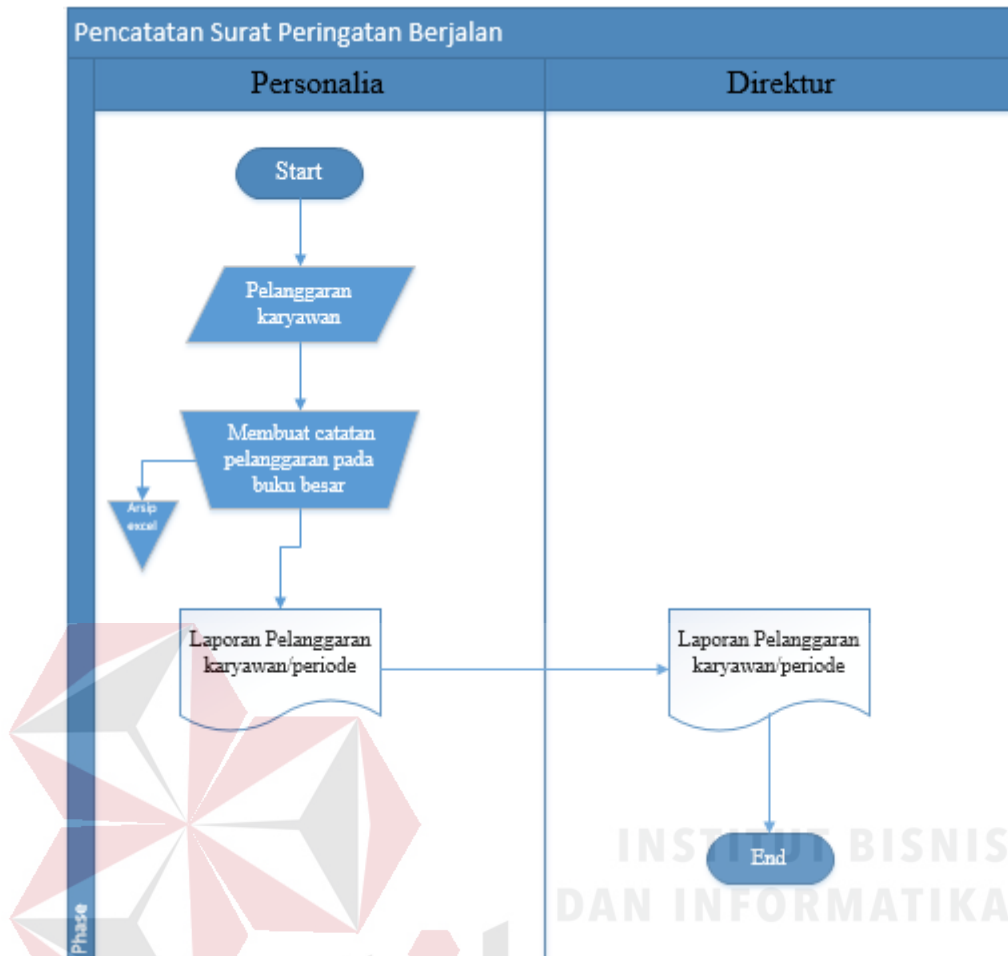 Pencatatan Surat Peringatan Berjalan
Personalia
Direktur
Start
Pelanggaran
karyawan
Membuat catatan
pelanggaran pada
buku besar
Arsip
excel
Laporan Pelanggaran
karyawan/periode
Laporan Pelanggaran
karyawan/periode
End
INSTITUT BISNIS
DAN INFORMATIKA
Phase